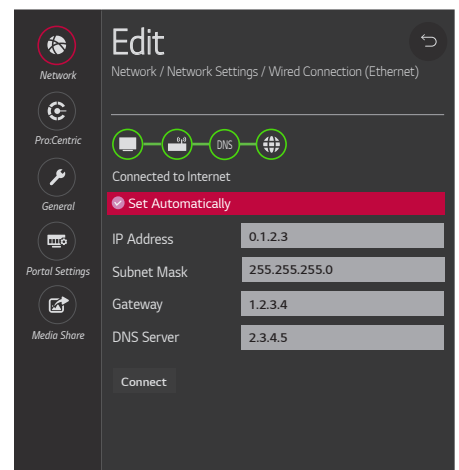 Edit
Network / Network Settings / Wired Connection (Ethernet)
Network
Pro:Centric
General
Portal Settings
Media Share
DNS
Connected to Internet
Set Automatically
IP Address 0.1.2.3
Subnet Mask 255.255.255.0
Gateway 1.2.3.4
DNS Server 2.3.4.5
Connect